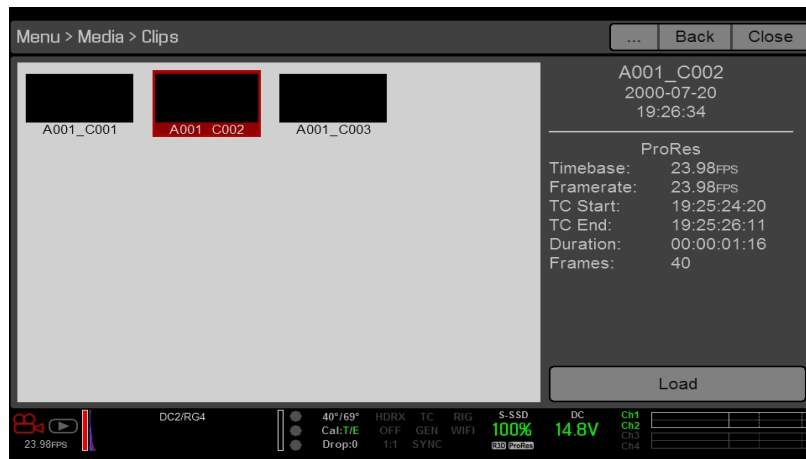 Menu > Media > Clips ... Back Close
A001_C001 A001_C002 A001_C003
A001_C002
2000-07-20
19:26:34
ProRes
Timebase: 23.98FPS
Framerate: 23.98FPS
TC Start: 19:25:24:20
TC End: 19:25:26:11
Duration: 00:00:01:16
Frames: 40
Load
DC2/RG4 40°/69° HDRX TC RIG S-SSD DC Ch1
Cal:T/E OFF GEN WIFI 100% 14.8V Ch2
Ch3
23.98FPS Drop:0 1:1 SYNC R3D ProRes Ch4